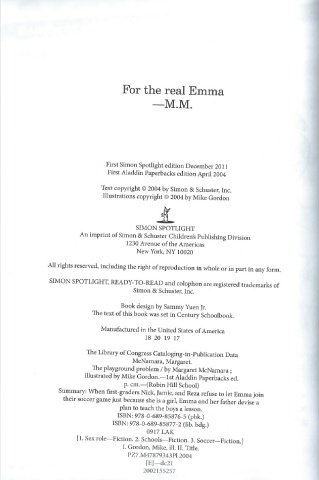 For the real Emma
—M.M.
First Simon Spotlight edition December 2011
First Aladdin Paperbacks edition April 2004
Text copyright © 2004 by Simon & Schuster, Inc.
Illustrations copyright © 2004 by Mike Gordon
SIMON SPOTLIGHT
An imprint of Simon & Schuster Children's Publishing Division
1230 Avenue of the Americas
New York, NY 10020
All rights reserved, including the right of reproduction in whole or in part in any form.
SIMON SPOTLIGHT, READY-TO-READ and colophon are registered trademarks of
Simon & Schuster, Inc.
Book design by Sammy Yuen Jr.
The text of this book was set in Century Schoolbook.
Manufactured in the United States of America
18 20 19 17
The Library of Congress Cataloging-in-Publication Data
McNamara, Margaret.
The playground problem / by Margaret McNamara ;
illustrated by Mike Gordon.—1st Aladdin Paperbacks ed.
p. cm.—(Robin Hill School)
Summary: When first-graders Nick, Jamie, and Reza refuse to let Emma join
their soccer game just because she is a girl, Emma and her father devise a
plan to teach the boys a lesson.
ISBN: 978-0-689-85876-5 (pbk.)
ISBN: 978-0-689-85877-2 (lib. bdg.)
0917 LAK
[1. Sex role—Fiction. 2. Schools—Fiction. 3. Soccer—Fiction.]
I. Gordon, Mike, ill. II. Title.
PZ7.M47879343Pl 2004
[E]—dc21
2002155257